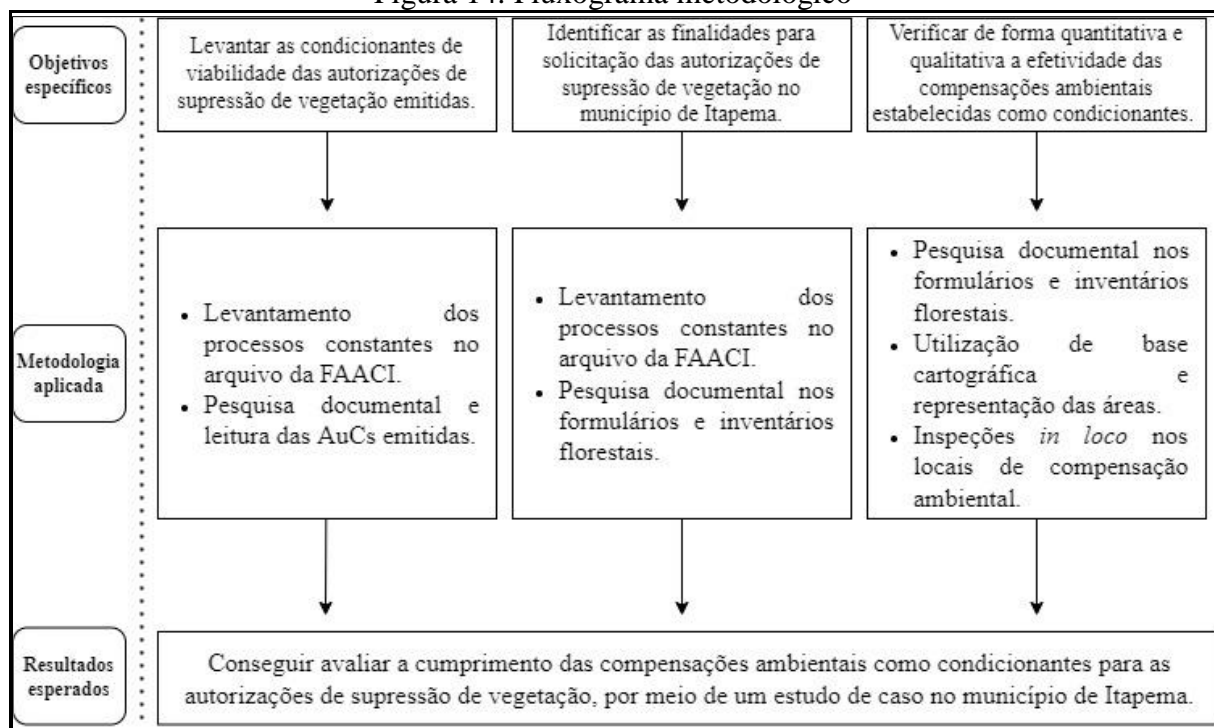 Figura 14. Fluxograma metodológico
Objetivos
específicos
Levantar as condicionantes de
viabilidade das autorizações de
supressão de vegetação emitidas.
Identificar as finalidades para
solicitação das autorizações de
supressão de vegetação no
município de Itapema.
Verificar de forma quantitativa e
qualitativa a efetividade das
compensações ambientais
estabelecidas como condicionantes.
Metodologia
aplicada
• Levantamento dos
processos constantes no
arquivo da FAACI.
• Pesquisa documental e
leitura das AuCs emitidas.
• Levantamento dos
processos constantes no
arquivo da FAACI.
• Pesquisa documental nos
formulários e inventários
florestais.
• Pesquisa documental nos
formulários e inventários
florestais.
• Utilização de base
cartográfica e
representação das áreas.
• Inspeções in loco nos
locais de compensação
ambiental.
Resultados
esperados
Conseguir avaliar a cumprimento das compensações ambientais como condicionantes para as
autorizações de supressão de vegetação, por meio de um estudo de caso no município de Itapema.